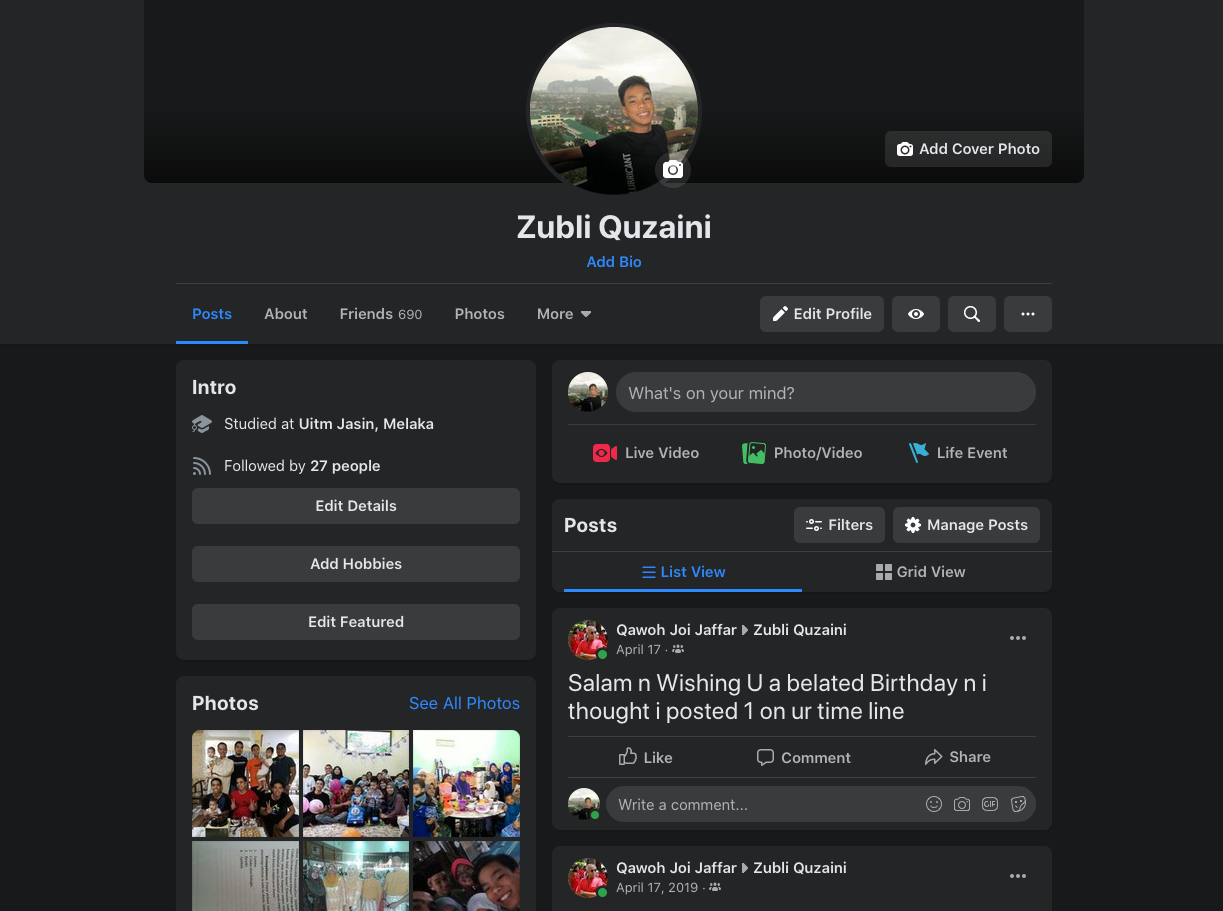 LUBRICANT
Add Cover Photo
Zubli Quzaini
Add Bio
Posts
About
Friends 690
Photos
More
Edit Profile
Intro
Studied at Uitm Jasin, Melaka
Followed by 27 people
Edit Details
Add Hobbies
Edit Featured
Photos
See All Photos
What's on your mind?
Live Video
Photo/Video
Life Event
Posts
Filters
Manage Posts
List View
Grid View
Qawoh Joi Jaffar Zubli Quzaini
April 17 ·
Salam n Wishing U a belated Birthday n i
thought i posted 1 on ur time line
Like
Comment
Share
Write a comment...
GIF
Qawoh Joi Jaffar Zubli Quzaini
April 17, 2019 ·